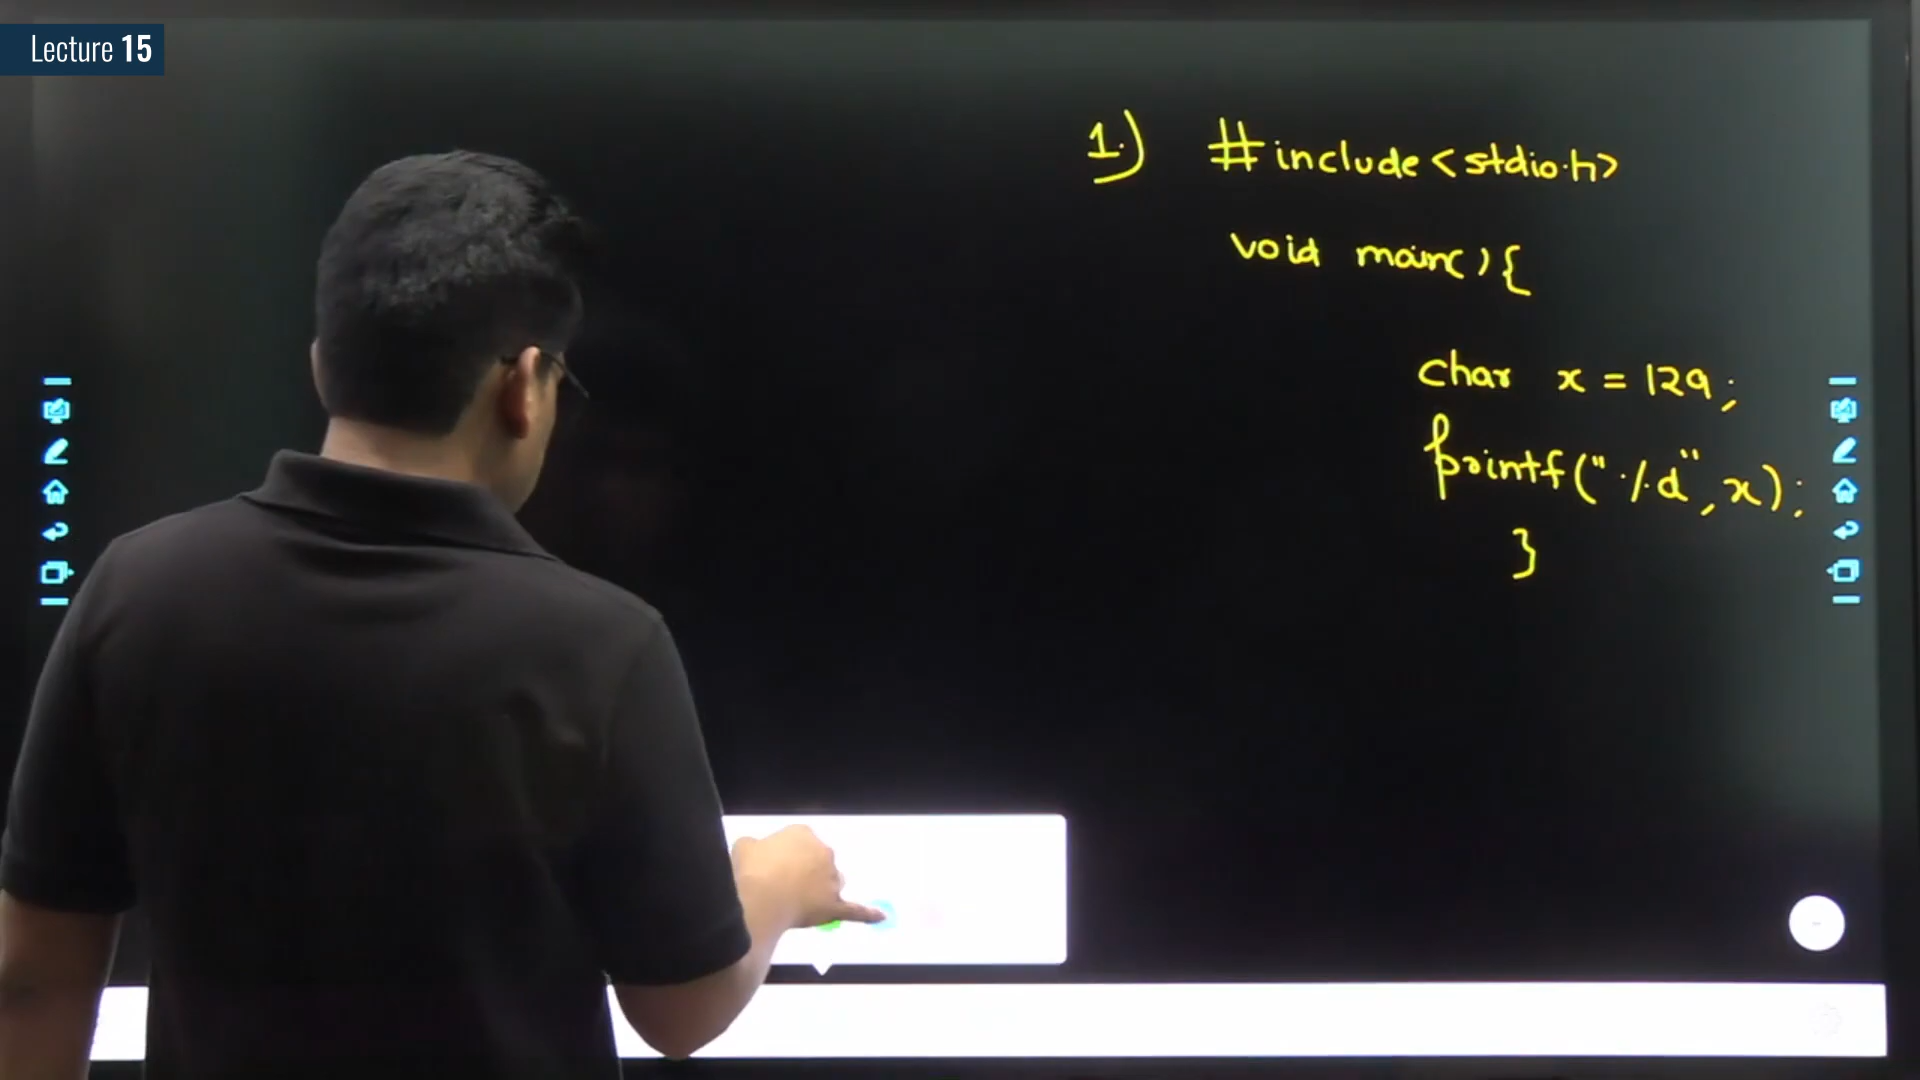 Lecture 15
1.) #include<stdio.h>
void main(){
char x = 129;
printf("%d",x);
}